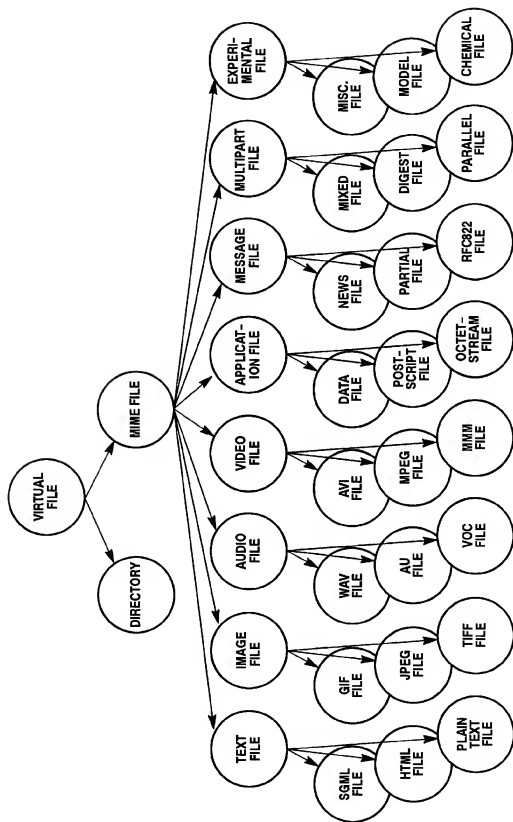 VIRTUAL
FILE
DIRECTORY
MIME FILE
TEXT
FILE
IMAGE
FILE
AUDIO
FILE
VIDEO
FILE
APPLICAT-
ION FILE
MESSAGE
FILE
MULTIPART
FILE
EXPERI-
MENTAL
FILE
SGML
FILE
HTML
FILE
PLAIN
TEXT
FILE
GIF
FILE
JPEG
FILE
TIFF
FILE
WAV
FILE
AU
FILE
VOC
FILE
AVI
FILE
MPEG
FILE
MMM
FILE
DATA
FILE
POST-
SCRIPT
FILE
OCTET-
STREAM
FILE
NEWS
FILE
PARTIAL
FILE
RFC822
FILE
MIXED
FILE
DIGEST
FILE
PARALLEL
FILE
MISC.
FILE
MODEL
FILE
CHEMICAL
FILE